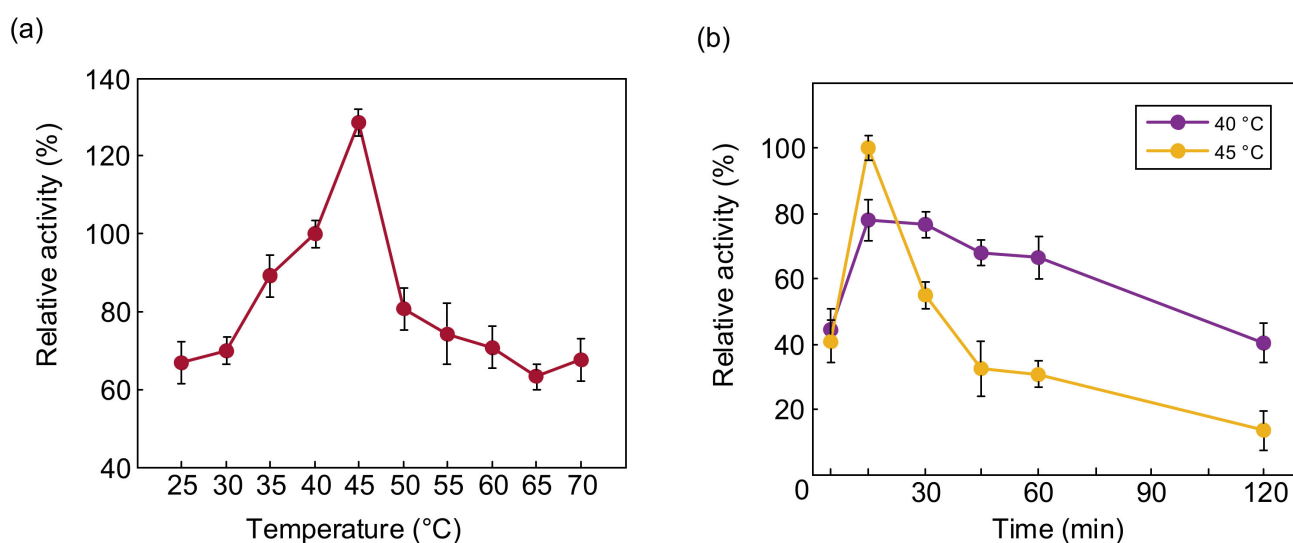 (a)
140
120
100
80
60
40
25 30 35 40 45 50 55 60 65 70
Relative activity (%)
Temperature (°C)
(b)
40 °C
45 °C
100
80
60
40
20
0 30 60 90 120
Relative activity (%)
Time (min)